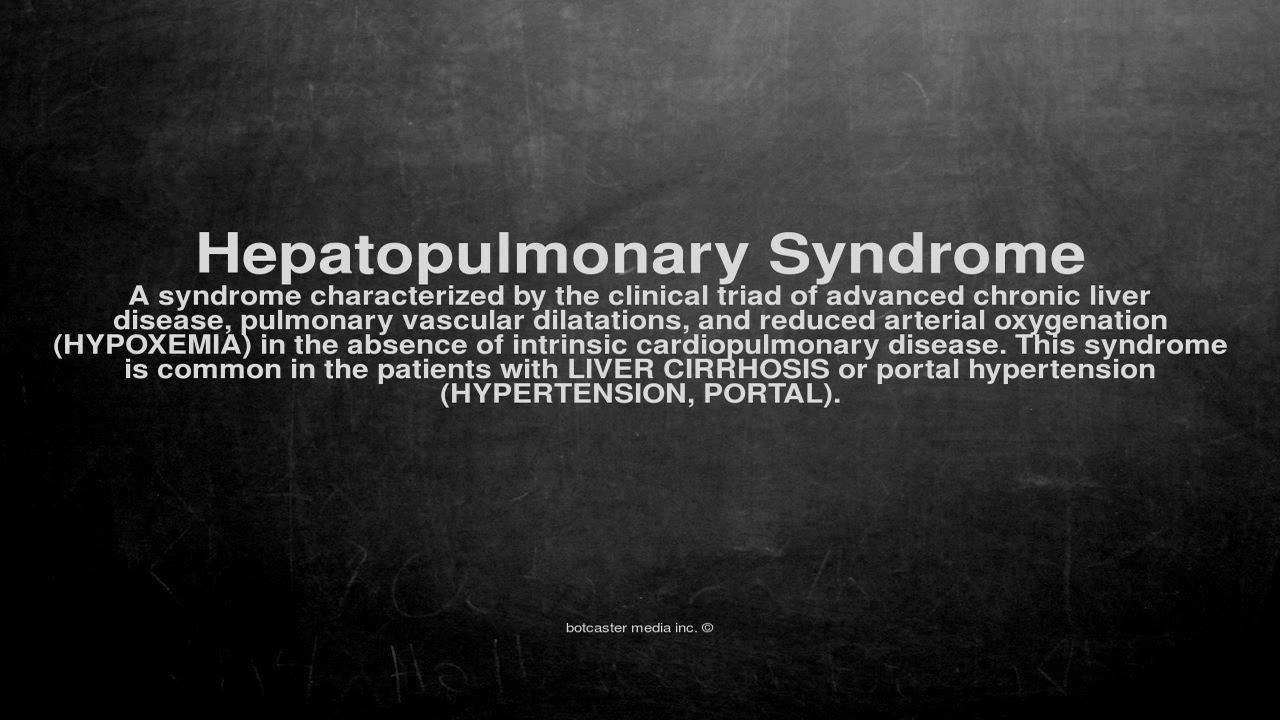 Hepatopulmonary Syndrome
A syndrome characterized by the clinical triad of advanced chronic liver
disease, pulmonary vascular dilatations, and reduced arterial oxygenation
(HYPOXEMIA) in the absence of intrinsic cardiopulmonary disease. This syndrome
is common in the patients with LIVER CIRRHOSIS or portal hypertension
(HYPERTENSION, PORTAL).
botcaster media inc. ©